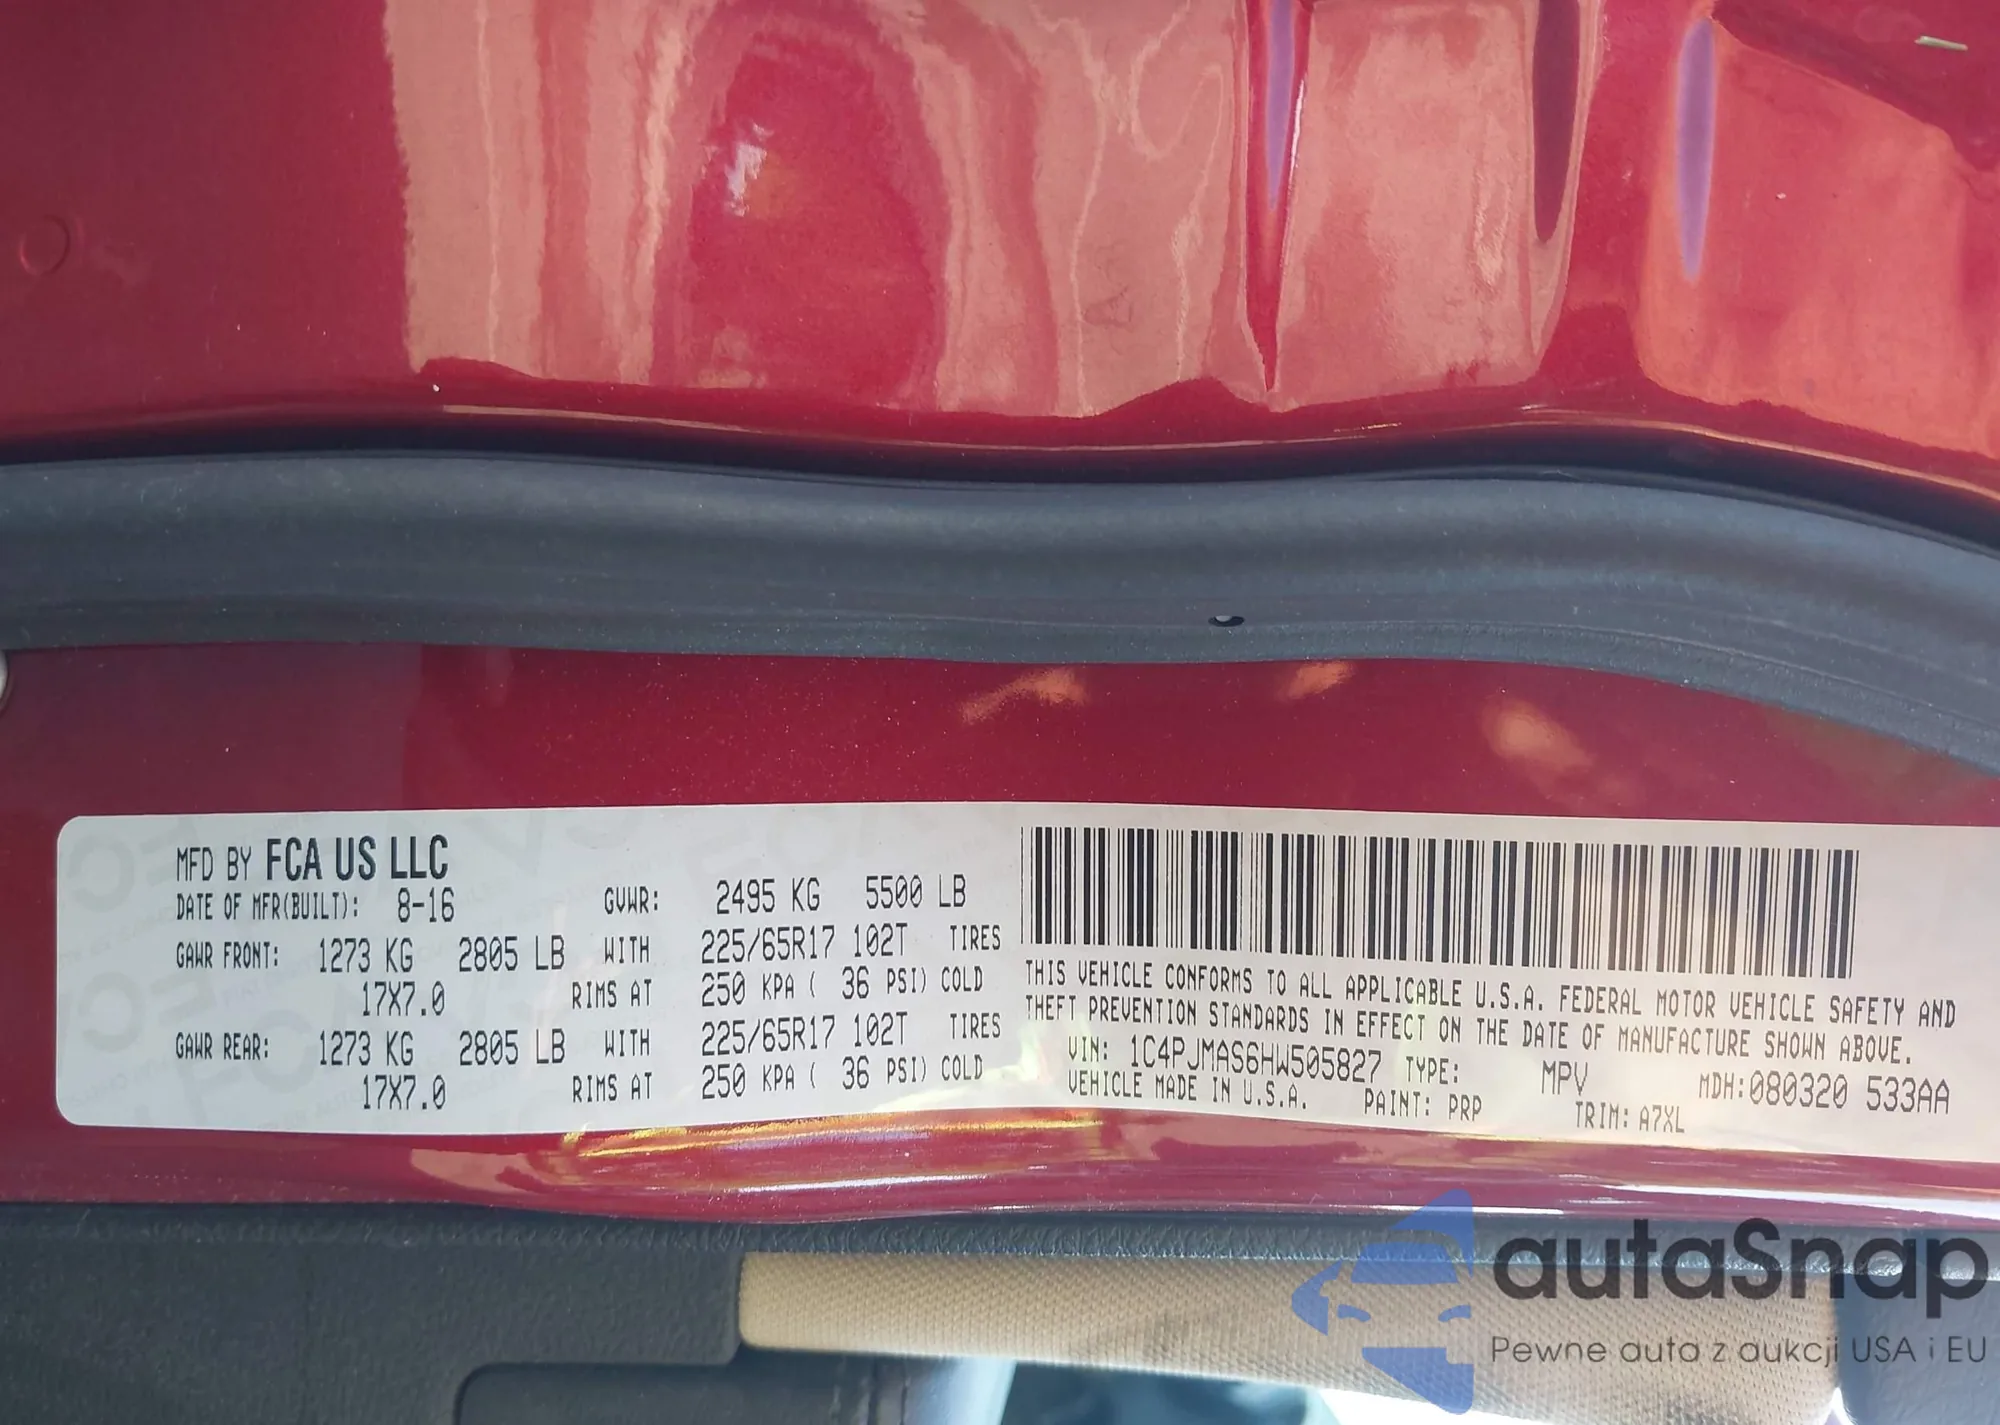 MFD BY FCA US LLC
DATE OF MFR(BUILT): 8-16 GVWR: 2495 KG 5500 LB
GAWR FRONT: 1273 KG 2805 LB WITH 225/65R17 102T TIRES
17X7.0 RIMS AT 250 KPA ( 36 PSI) COLD
GAWR REAR: 1273 KG 2805 LB WITH 225/65R17 102T TIRES
17X7.0 RIMS AT 250 KPA ( 36 PSI) COLD
THIS VEHICLE CONFORMS TO ALL APPLICABLE U.S.A. FEDERAL MOTOR VEHICLE SAFETY AND
THEFT PREVENTION STANDARDS IN EFFECT ON THE DATE OF MANUFACTURE SHOWN ABOVE.
VIN: 1C4PJMAS6HW505827 TYPE: MPV MDH:080320 533AA
VEHICLE MADE IN U.S.A. PAINT: PRP TRIM: A7XL
autaSnap
Pewne auta z aukcji USA i EU